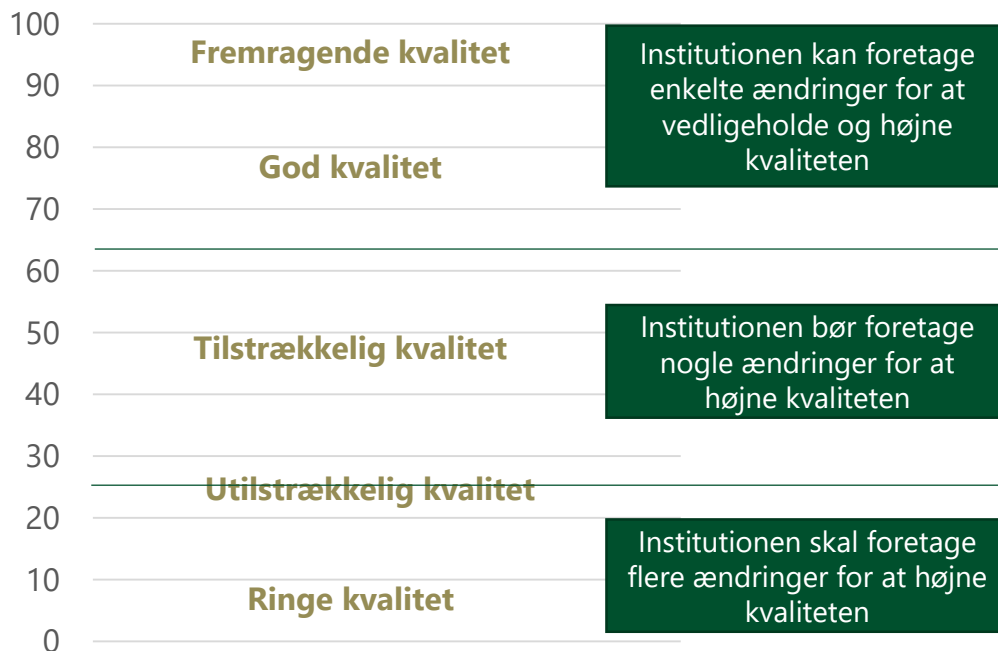 100
Fremragende kvalitet
Institutionen kan foretage
enkelte ændringer for at
vedligeholde og højne
kvaliteten
90
80
God kvalitet
70
60
50
Tilstrækkelig kvalitet
Institutionen bør foretage
nogle ændringer for at
højne kvaliteten
40
30
Utilstrækkelig kvalitet
20
Institutionen skal foretage
flere ændringer for at højne
kvaliteten
10
Ringe kvalitet
0